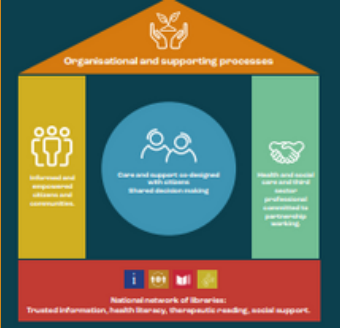 Organisational and supporting processes
Informed and
empowered
citizens and
communities.
Care and support co-designed
with citizens
Shared decision making
Health and social
care and third
sector
professional
committed to
partnership
working
National network of libraries:
Trusted information, health literacy, therapeutic reading, social support.